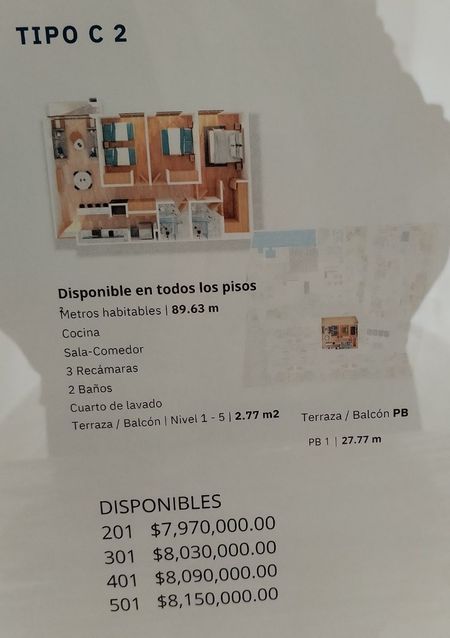 TIPO C 2
Disponible en todos los pisos
Metros habitables | 89.63 m
2
Cocina
Sala-Comedor
3 Recámaras
2 Baños
Cuarto de lavado
Terraza / Balcón | Nivel 1 - 5 | 2.77 m2
Terraza / Balcón PB
PB 1 | 27.77 m
DISPONIBLES
201 $7,970,000.00
301 $8,030,000.00
401 $8,090,000.00
501 $8,150,000.00